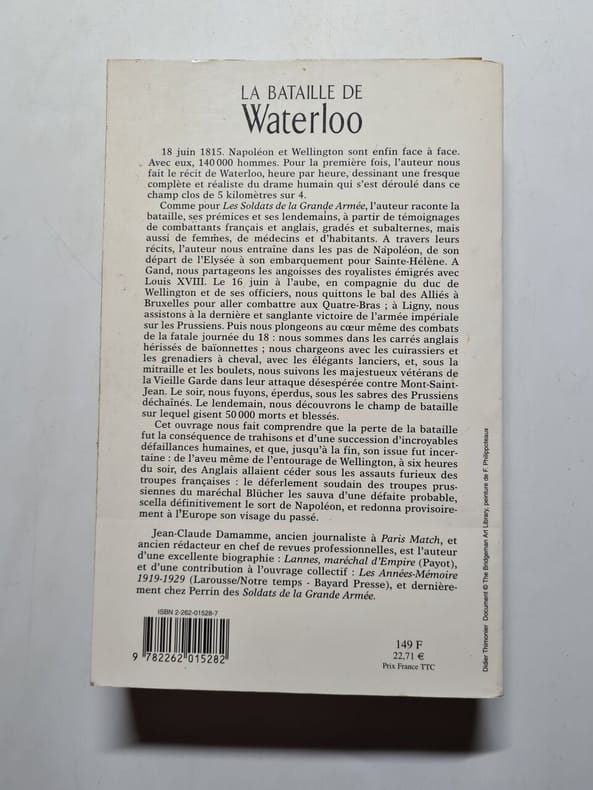 LA BATAILLE DE
Waterloo
18 juin 1815. Napoléon et Wellington sont enfin face à face.
Avec eux, 140 000 hommes. Pour la première fois, l'auteur nous
fait le récit de Waterloo, heure par heure, dessinant une fresque
complète et réaliste du drame humain qui s'est déroulé dans ce
champ clos de 5 kilomètres sur 4.
Comme pour Les Soldats de la Grande Armée, l'auteur raconte la
bataille, ses prémices et ses lendemains, à partir de témoignages
de combattants français et anglais, gradés et subalternes, mais
aussi de femmes, de médecins et d'habitants. A travers leurs
récits, l'auteur nous entraîne dans les pas de Napoléon, de son
départ de l'Elysée à son embarquement pour Sainte-Hélène. A
Gand, nous partageons les angoisses des royalistes émigrés avec
Louis XVIII. Le 16 juin à l'aube, en compagnie du duc de
Wellington et de ses officiers, nous quittons le bal des Alliés à
Bruxelles pour aller combattre aux Quatre-Bras ; à Ligny, nous
assistons à la dernière et sanglante victoire de l'armée impériale
sur les Prussiens. Puis nous plongeons au cœur même des combats
de la fatale journée du 18 : nous sommes dans les carrés anglais
hérissés de baïonnettes ; nous chargeons avec les cuirassiers et
les grenadiers à cheval, avec les élégants lanciers, et, sous la
mitraille et les boulets, nous suivons les majestueux vétérans de
la Vieille Garde dans leur attaque désespérée contre Mont-Saint-
Jean. Le soir, nous fuyons, éperdus, sous les sabres des Prussiens
déchaînés. Le lendemain, nous découvrons le champ de bataille
sur lequel gisent 50 000 morts et blessés.
Cet ouvrage nous fait comprendre que la perte de la bataille
fut la conséquence de trahisons et d'une succession d'incroyables
défaillances humaines, et que, jusqu'à la fin, son issue fut incer-
taine : de l'aveu même de l'entourage de Wellington, à six heures
du soir, des Anglais allaient céder sous les assauts furieux des
troupes françaises : le déferlement soudain des troupes prus-
siennes du maréchal Blücher les sauva d'une défaite probable,
scella définitivement le sort de Napoléon, et redonna provisoire-
ment à l'Europe son visage du passé.
Jean-Claude Damamme, ancien journaliste à Paris Match, et
ancien rédacteur en chef de revues professionnelles, est l'auteur
d'une excellente biographie : Lannes, maréchal d'Empire (Payot),
et d'une contribution à l'ouvrage collectif : Les Années-Mémoire
1919-1929 (Larousse/Notre temps - Bayard Presse), et dernière-
ment chez Perrin des Soldats de la Grande Armée.
ISBN 2-262-01528-7
9 782262 015282
149 F
22,71 €
Prix France TTC
Didier Thimonier Document © The Bridgeman Art Library, peinture de F. Philippoteaux